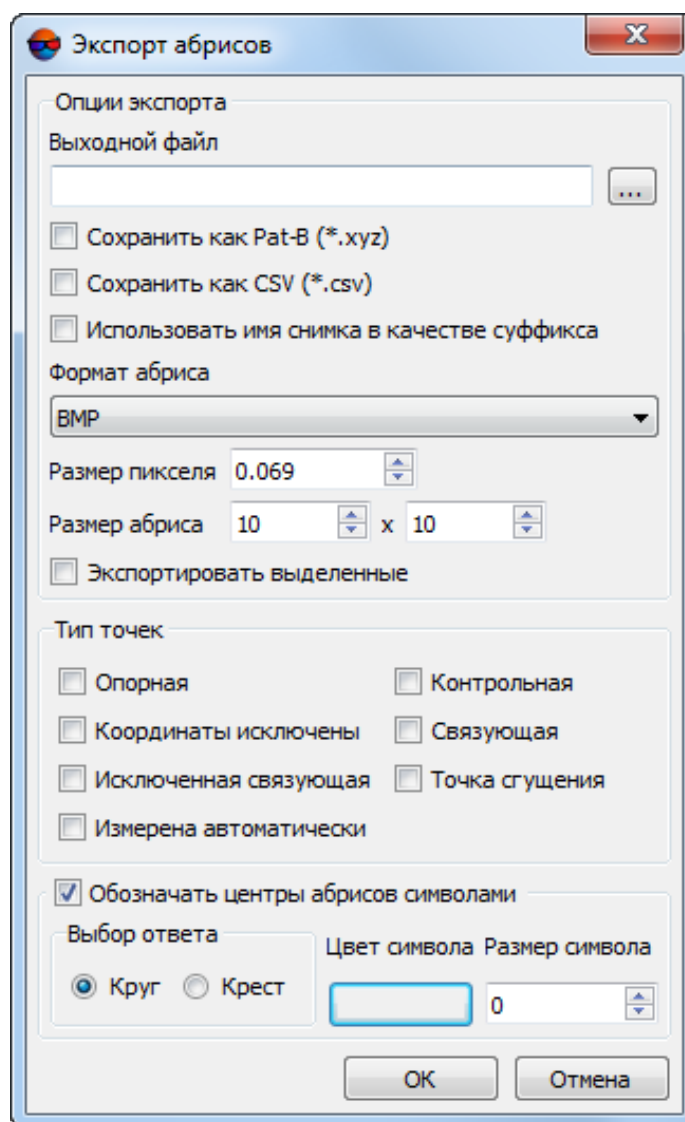 Экспорт абрисов
Опции экспорта
Выходной файл
...
Сохранить как Pat-B (*.xyz)
Сохранить как CSV (*.csv)
Использовать имя снимка в качестве суффикса
Формат абриса
BMP
Размер пикселя 0.069
Размер абриса 10 x 10
Экспортировать выделенные
Тип точек
Опорная Контрольная
Координаты исключены Связующая
Исключенная связующая Точка сгущения
Измерена автоматически
Обозначать центры абрисов символами
Выбор ответа Цвет символа Размер символа
Круг Крест 0
ОК Отмена